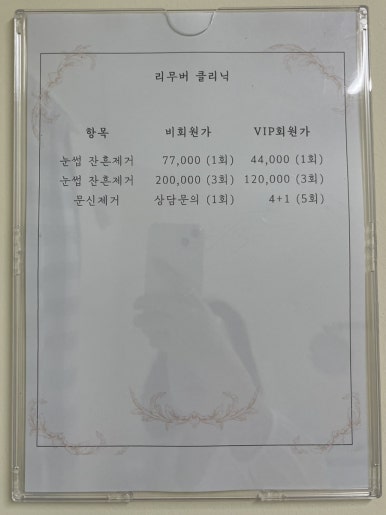 리무버 클리닉
항목 비회원가 VIP회원가
눈썹 잔흔제거 77,000 (1회) 44,000 (1회)
눈썹 잔흔제거 200,000 (3회) 120,000 (3회)
문신제거 상담문의 (1회) 4+1 (5회)